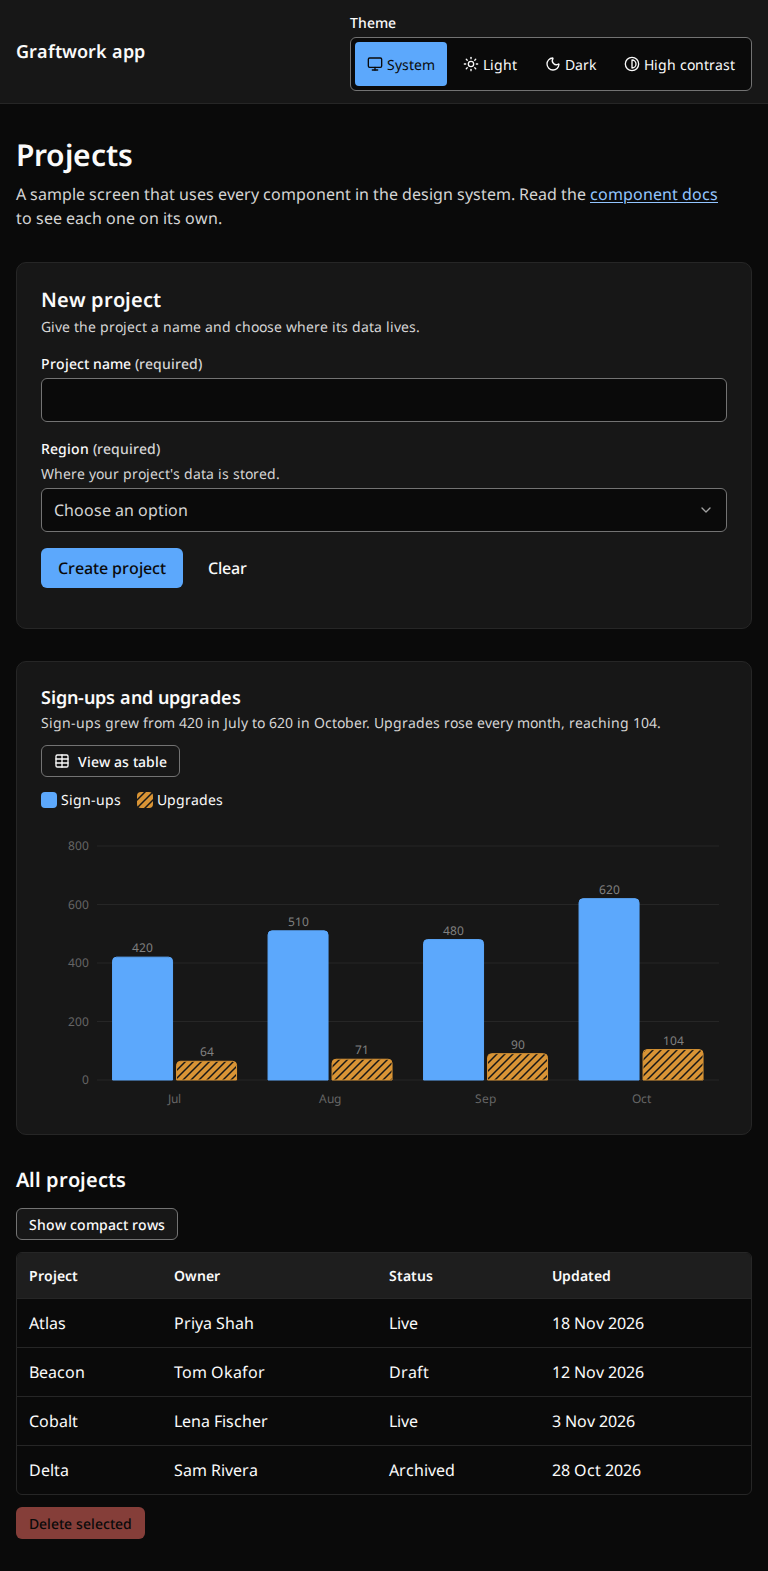 Graftwork app
Theme
System Light Dark High contrast
Projects
A sample screen that uses every component in the design system. Read the component docs
to see each one on its own.
New project
Give the project a name and choose where its data lives.
Project name (required)
Region (required)
Where your project's data is stored.
Choose an option
Create project Clear
Sign-ups and upgrades
Sign-ups grew from 420 in July to 620 in October. Upgrades rose every month, reaching 104.
View as table
Sign-ups Upgrades
800
600
400
200
0
420 64 510 71 480 90 620 104
Jul Aug Sep Oct
All projects
Show compact rows
Project Owner Status Updated
Atlas Priya Shah Live 18 Nov 2026
Beacon Tom Okafor Draft 12 Nov 2026
Cobalt Lena Fischer Live 3 Nov 2026
Delta Sam Rivera Archived 28 Oct 2026
Delete selected